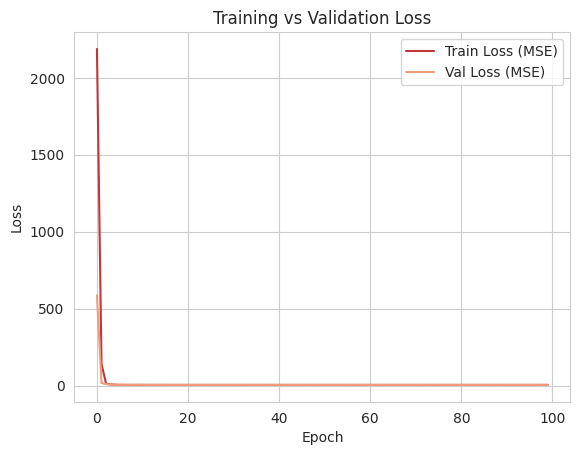 Training vs Validation Loss
Train Loss (MSE)
Val Loss (MSE)
Loss
2000
1500
1000
500
0
0 20 40 60 80 100
Epoch